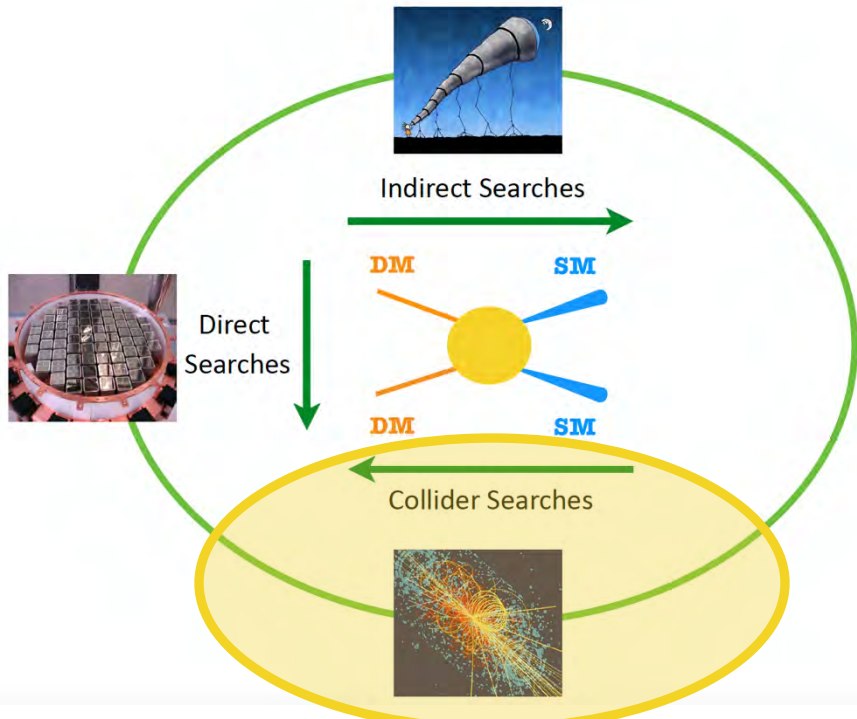 Indirect Searches
DM
SM
Direct
Searches
DM
SM
Collider Searches